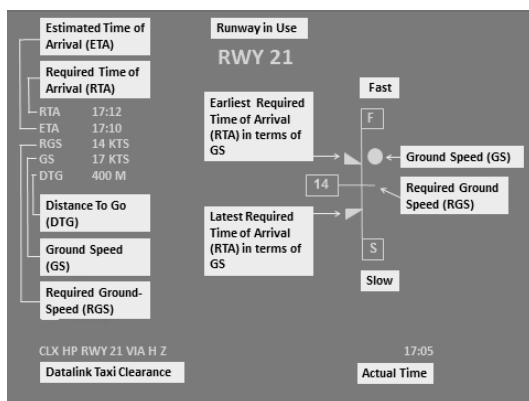 Estimated Time of
Arrival (ETA)
Required Time of
Arrival (RTA)
RTA 17:12
ETA 17:10
RGS 14 KTS
GS 17 KTS
DTG 400 M
Distance To Go
(DTG)
Ground Speed
(GS)
Required Ground-
Speed (RGS)
Runway in Use
RWY 21
Fast
F
Earliest Required
Time of Arrival
(RTA) in terms of
GS
Ground Speed (GS)
14
Required Ground
Speed (RGS)
Latest Required
Time of Arrival
(RTA) in terms of
GS
S
Slow
CLX HP RWY 21 VIA H Z
Datalink Taxi Clearance
17:05
Actual Time